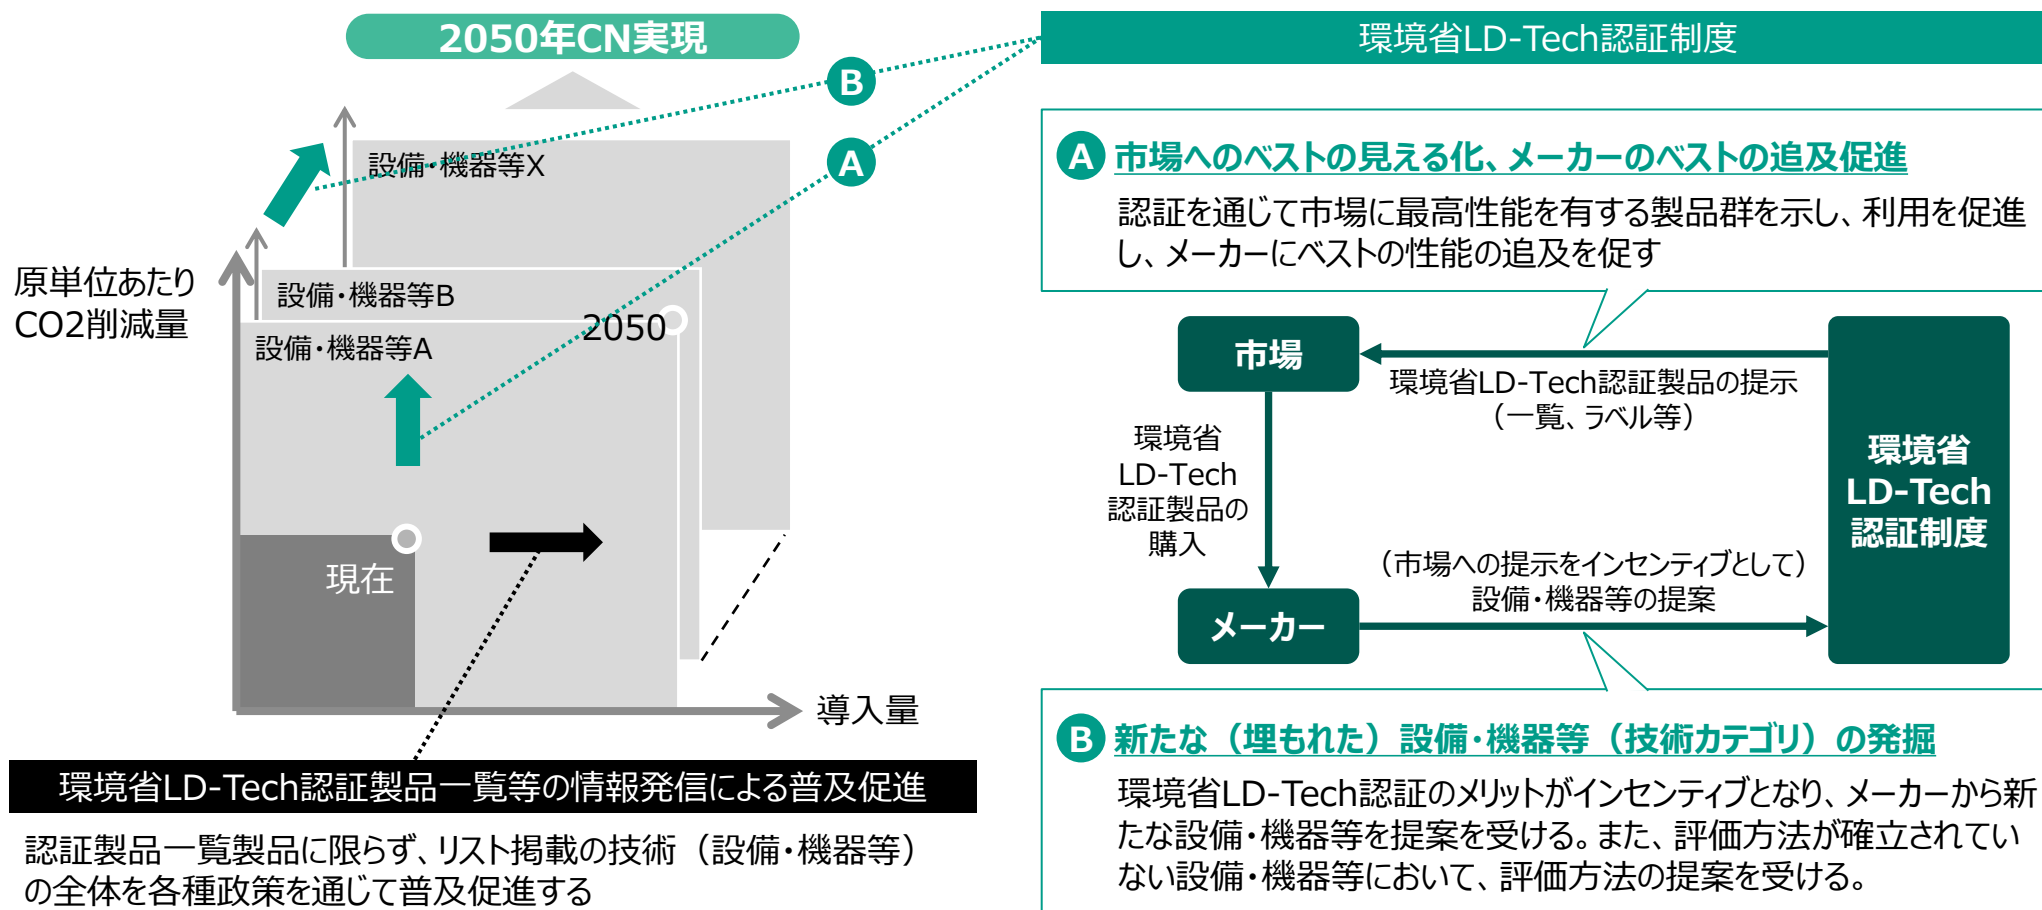 2050年CN実現
B
A
設備・機器等X
設備・機器等B
設備・機器等A
2050
原単位あたり
CO2削減量
現在
導入量
環境省LD-Tech認証製品一覧等の情報発信による普及促進
認証製品一覧製品に限らず、リスト掲載の技術（設備・機器等）
の全体を各種政策を通じて普及促進する
環境省LD-Tech認証制度
A 市場へのベストの見える化、メーカーのベストの追及促進
認証を通じて市場に最高性能を有する製品群を示し、利用を促進
し、メーカーにベストの性能の追及を促す
市場
環境省LD-Tech認証製品の提示
（一覧、ラベル等）
環境省
LD-Tech
認証製品の
購入
環境省
LD-Tech
認証制度
（市場への提示をインセンティブとして）
設備・機器等の提案
メーカー
B 新たな（埋もれた）設備・機器等（技術カテゴリ）の発掘
環境省LD-Tech認証のメリットがインセンティブとなり、メーカーから新
たな設備・機器等を提案を受ける。また、評価方法が確立されてい
ない設備・機器等において、評価方法の提案を受ける。